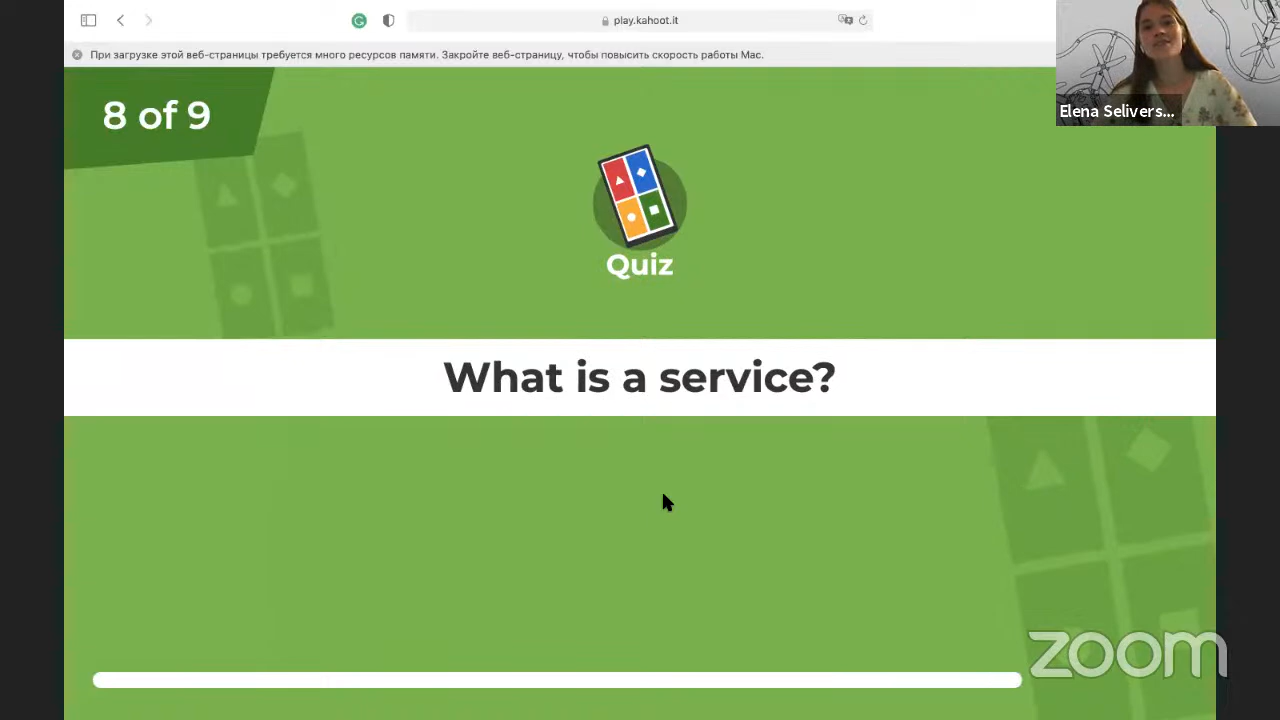 play.kahoot.it
При загрузке этой веб-страницы требуется много ресурсов памяти. Закройте веб-страницу, чтобы повысить скорость работы Mac.
Elena Selivers...
8 of 9
Quiz
What is a service?
zoom